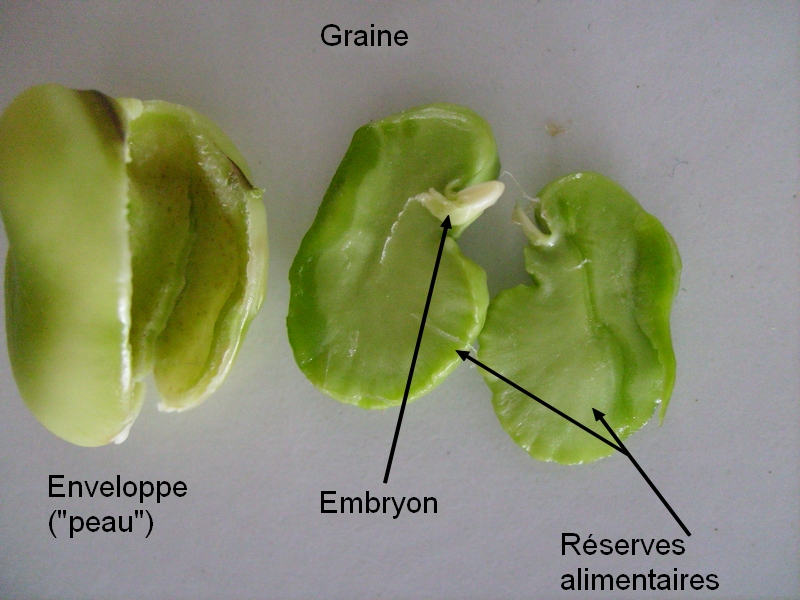 Graine
Enveloppe
("peau")
Embryon
Réserves
alimentaires